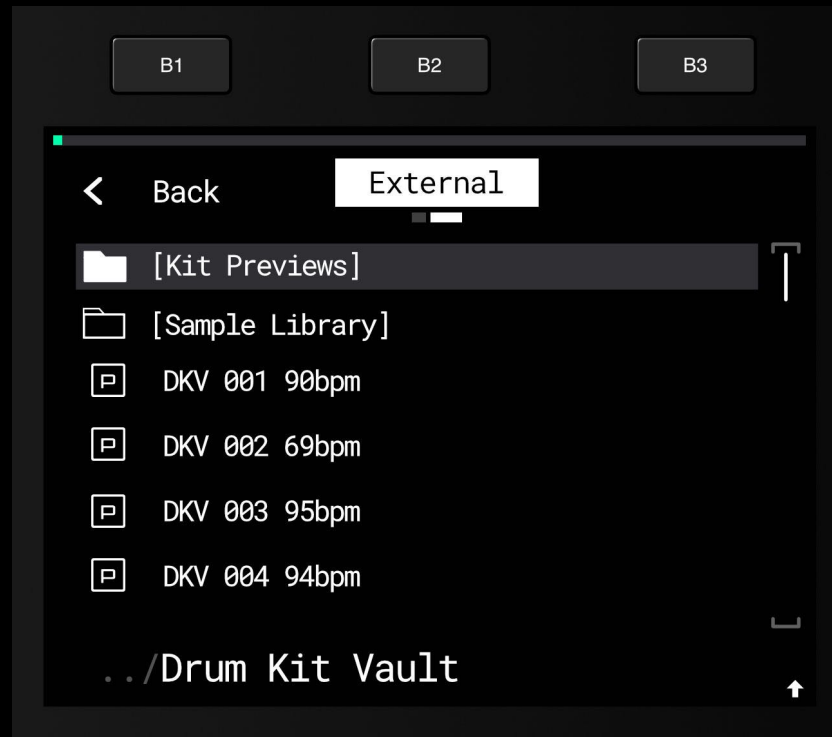 B1 B2 B3
Back External
[Kit Previews]
[Sample Library]
P DKV 001 90bpm
P DKV 002 69bpm
P DKV 003 95bpm
P DKV 004 94bpm
../Drum Kit Vault